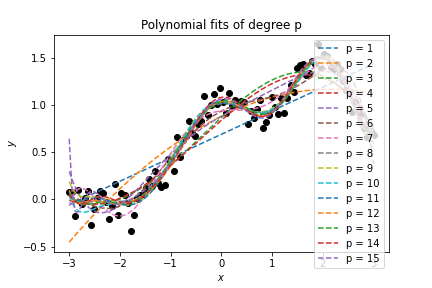 Polynomial fits of degree p
1.5
1.0
0.5
0.0
−0.5
y
−3
−2
−1
0
1
2
3
x
p = 1
p = 2
p = 3
p = 4
p = 5
p = 6
p = 7
p = 8
p = 9
p = 10
p = 11
p = 12
p = 13
p = 14
p = 15